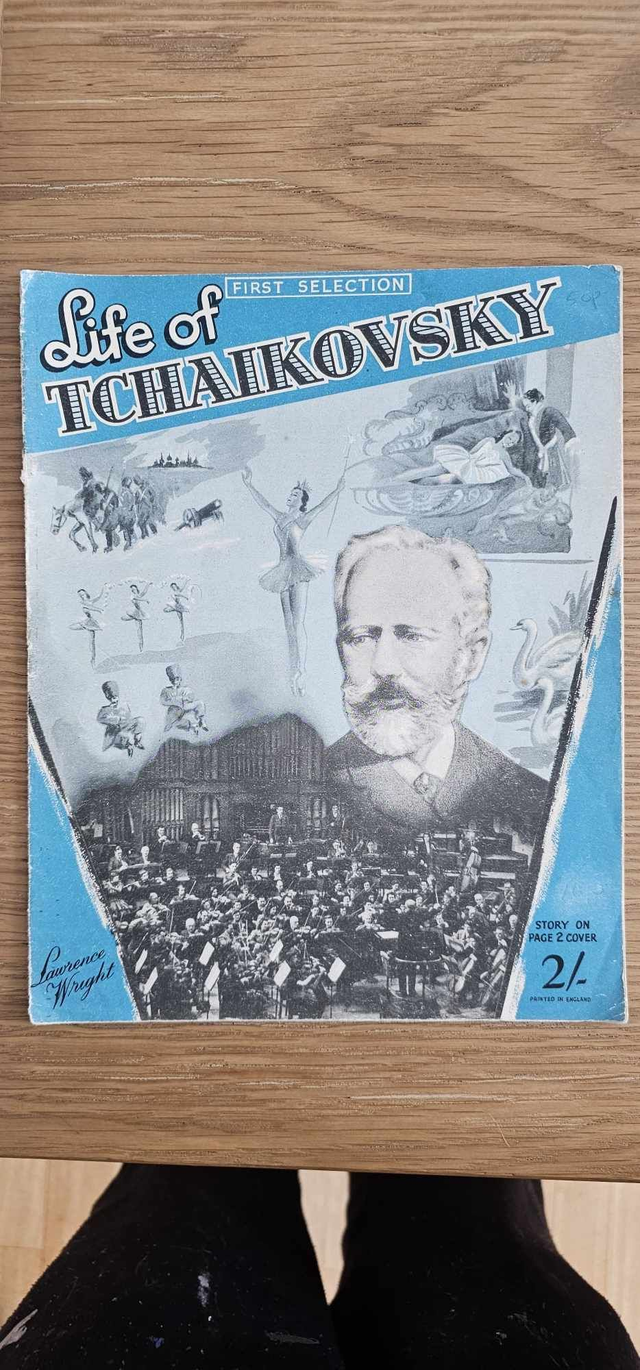 FIRST SELECTION
Life of
TCHAIKOVSKY
Lawrence
Wright
STORY ON
PAGE 2 COVER
2/-
PRINTED IN ENGLAND